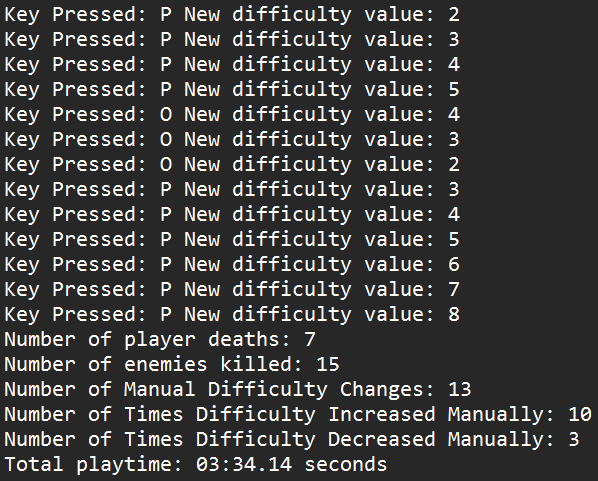 Key Pressed: P New difficulty value: 2
Key Pressed: P New difficulty value: 3
Key Pressed: P New difficulty value: 4
Key Pressed: P New difficulty value: 5
Key Pressed: O New difficulty value: 4
Key Pressed: O New difficulty value: 3
Key Pressed: O New difficulty value: 2
Key Pressed: P New difficulty value: 3
Key Pressed: P New difficulty value: 4
Key Pressed: P New difficulty value: 5
Key Pressed: P New difficulty value: 6
Key Pressed: P New difficulty value: 7
Key Pressed: P New difficulty value: 8
Number of player deaths: 7
Number of enemies killed: 15
Number of Manual Difficulty Changes: 13
Number of Times Difficulty Increased Manually: 10
Number of Times Difficulty Decreased Manually: 3
Total playtime: 03:34.14 seconds